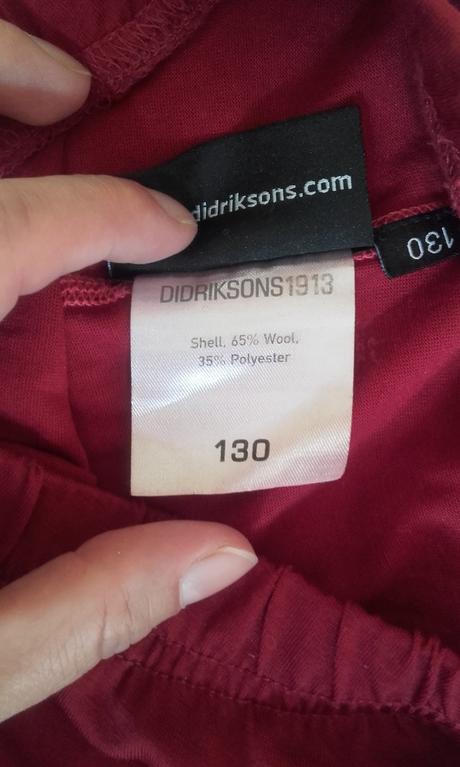 didriksons.com
130
DIDRIKSONS1913
Shell, 65% Wool,
35% Polyester
130